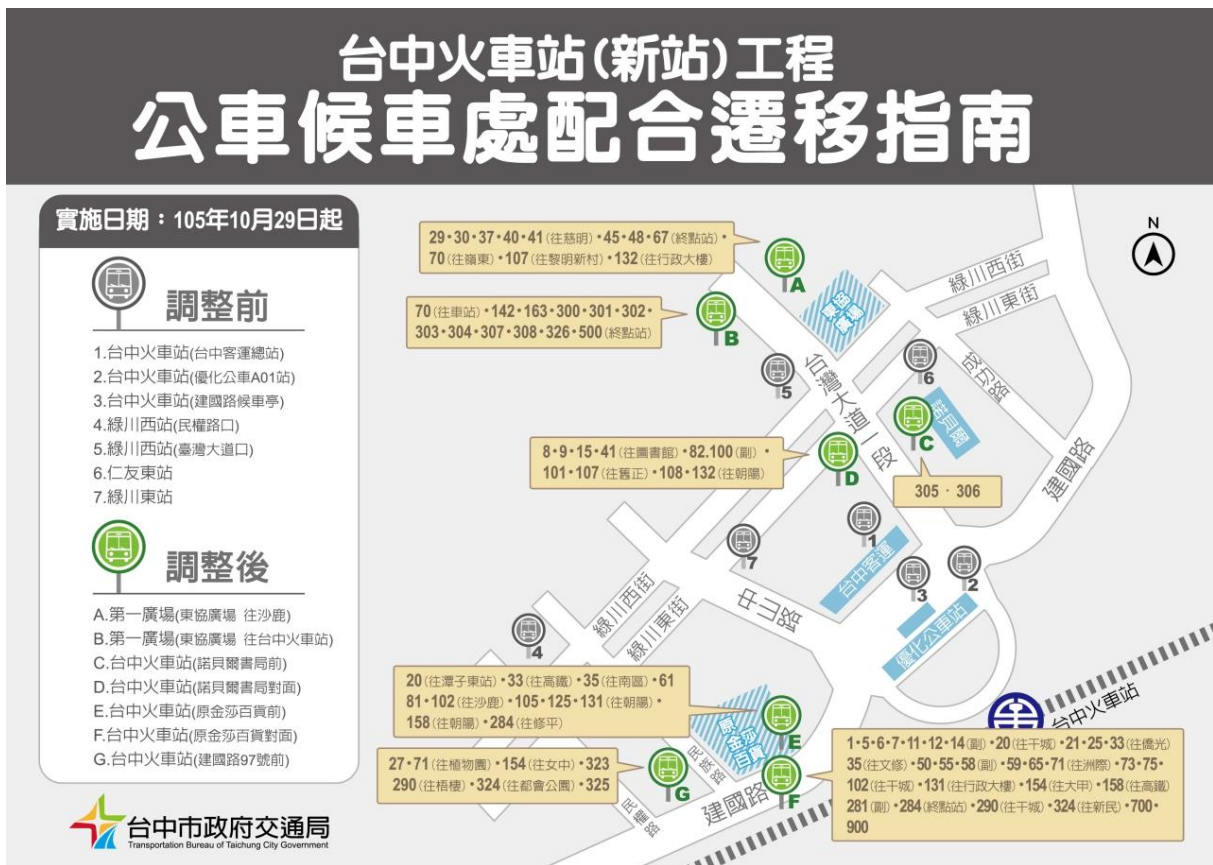 台中火車站(新站)工程
公車候車處配合遷移指南
實施日期：105年10月29日起
調整前
1.台中火車站(台中客運總站)
2.台中火車站(優化公車A01站)
3.台中火車站(建國路候車亭)
4.綠川西站(民權路口)
5.綠川西站(臺灣大道口)
6.仁友東站
7.綠川東站
調整後
A.第一廣場(東協廣場 往沙鹿)
B.第一廣場(東協廣場 往台中火車站)
C.台中火車站(諾貝爾書局前)
D.台中火車站(諾貝爾書局對面)
E.台中火車站(原金莎百貨前)
F.台中火車站(原金莎百貨對面)
G.台中火車站(建國路97號前)
台中市政府交通局
Transportation Bureau of Taichung City Government
N
29•30•37•40•41(往慈明)•45•48•67(終點站)•
70(往嶺東)•107(往黎明新村)•132(往行政大樓)
A
東協
廣場
綠川西街
綠川東街
70(往車站)•142•163•300•301•302•
303•304•307•308•326•500(終點站)
B
5
台灣大道一段
6
成功路
諾貝爾
C
建國路
8•9•15•41(往圖書館)•82.100(副)•
101•107(往舊正)•108•132(往朝陽)
D
305•306
1
台中客運
7
2
3
中山路
優化公車站
綠川西街
綠川東街
4
台中火車站
20(往潭子東站)•33(往高鐵)•35(往南區)•61
81•102(往沙鹿)•105•125•131(往朝陽)•
158(往朝陽)•284(往修平)
原金莎百貨
E
民族路
27•71(往植物園)•154(往女中)•323
290(往梧棲)•324(往都會公園)•325
G
民權路
建國路
F
1•5•6•7•11•12•14(副)•20(往干城)•21•25•33(往僑光)
35(往文修)•50•55•58(副)•59•65•71(往洲際)•73•75•
102(往干城)•131(行政大樓)•154(往大甲)•158(往高鐵)
281(副)•284(終點站)•290(往干城)•324(往新民)•700•
900